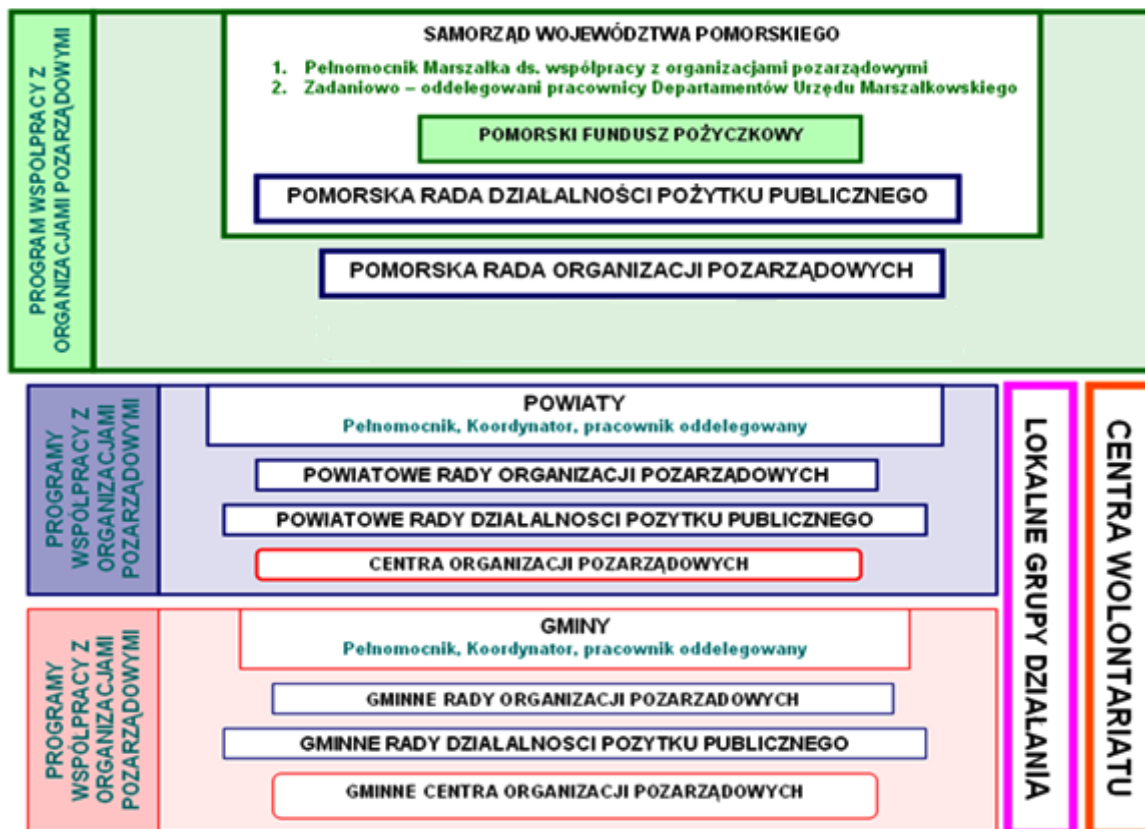 PROGRAM WSPÓŁPRACY Z
ORGANIZACJAMI POZARZĄDOWYMI
SAMORZĄD WOJEWÓDZTWA POMORSKIEGO
1. Pełnomocnik Marszałka ds. współpracy z organizacjami pozarządowymi
2. Zadaniowo – oddelegowani pracownicy Departamentów Urzędu Marszałkowskiego
POMORSKI FUNDUSZ POŻYCZKOWY
POMORSKA RADA DZIAŁALNOŚCI POŻYTKU PUBLICZNEGO
POMORSKA RADA ORGANIZACJI POZARZĄDOWYCH
PROGRAMY
WSPÓŁPRACY Z
ORGANIZACJAMI
POZARZĄDOWYMI
POWIATY
Pełnomocnik, Koordynator, pracownik oddelegowany
POWIATOWE RADY ORGANIZACJI POZARZĄDOWYCH
POWIATOWE RADY DZIAŁALNOSCI POZYTKU PUBLICZNEGO
CENTRA ORGANIZACJI POZARZĄDOWYCH
PROGRAMY
WSPÓŁPRACY Z
ORGANIZACJAMI
POZARZĄDOWYMI
GMINY
Pełnomocnik, Koordynator, pracownik oddelegowany
GMINNE RADY ORGANIZACJI POZARZADOWYCH
GMINNE RADY DZIAŁALNOSCI POZYTKU PUBLICZNEGO
GMINNE CENTRA ORGANIZACJI POZARZĄDOWYCH
LOKALNE GRUPY DZIAŁANIA
CENTRA WOLONTARIATU